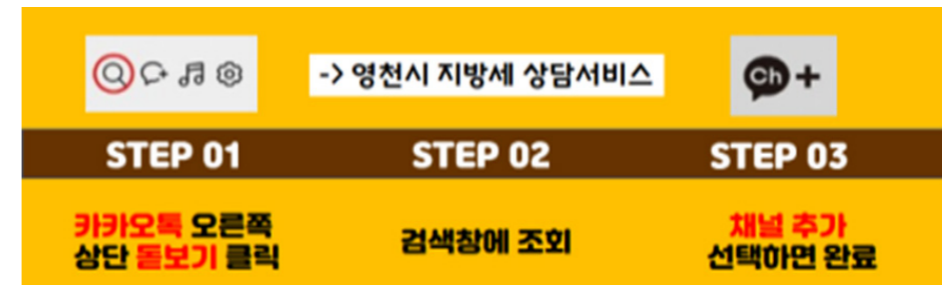 -> 영천시 지방세 상담서비스
Ch+
STEP 01
STEP 02
STEP 03
카카오톡 오른쪽
상단 돋보기 클릭
검색창에 조회
채널 추가
선택하면 완료